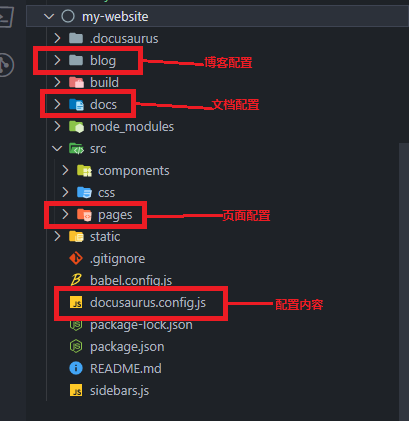 my-website
.docusaurus
blog
博客配置
build
docs
文档配置
node_modules
src
components
css
pages
页面配置
static
.gitignore
babel.config.js
docusaurus.config.js
配置内容
package-lock.json
package.json
README.md
sidebars.js